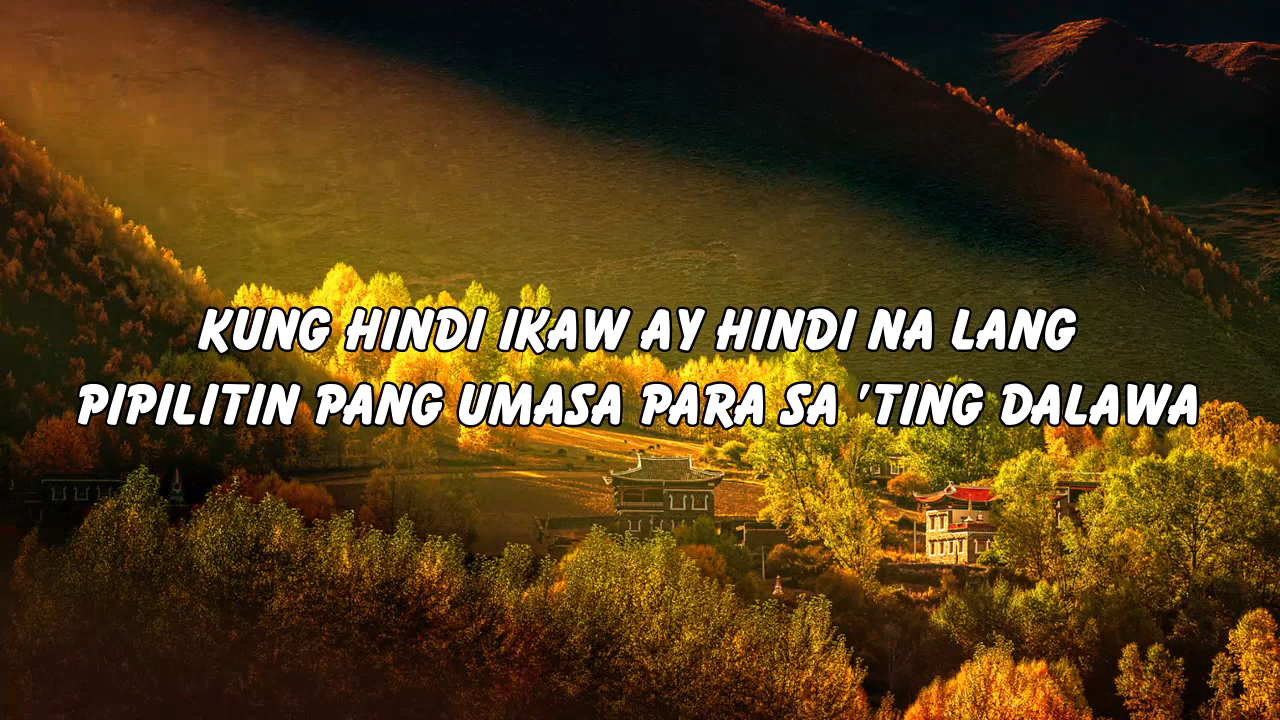 KUNG HINDI IKAW AY HINDI NA LANG
PIPILITIN PANG UMASA PARA SA 'TING DALAWA